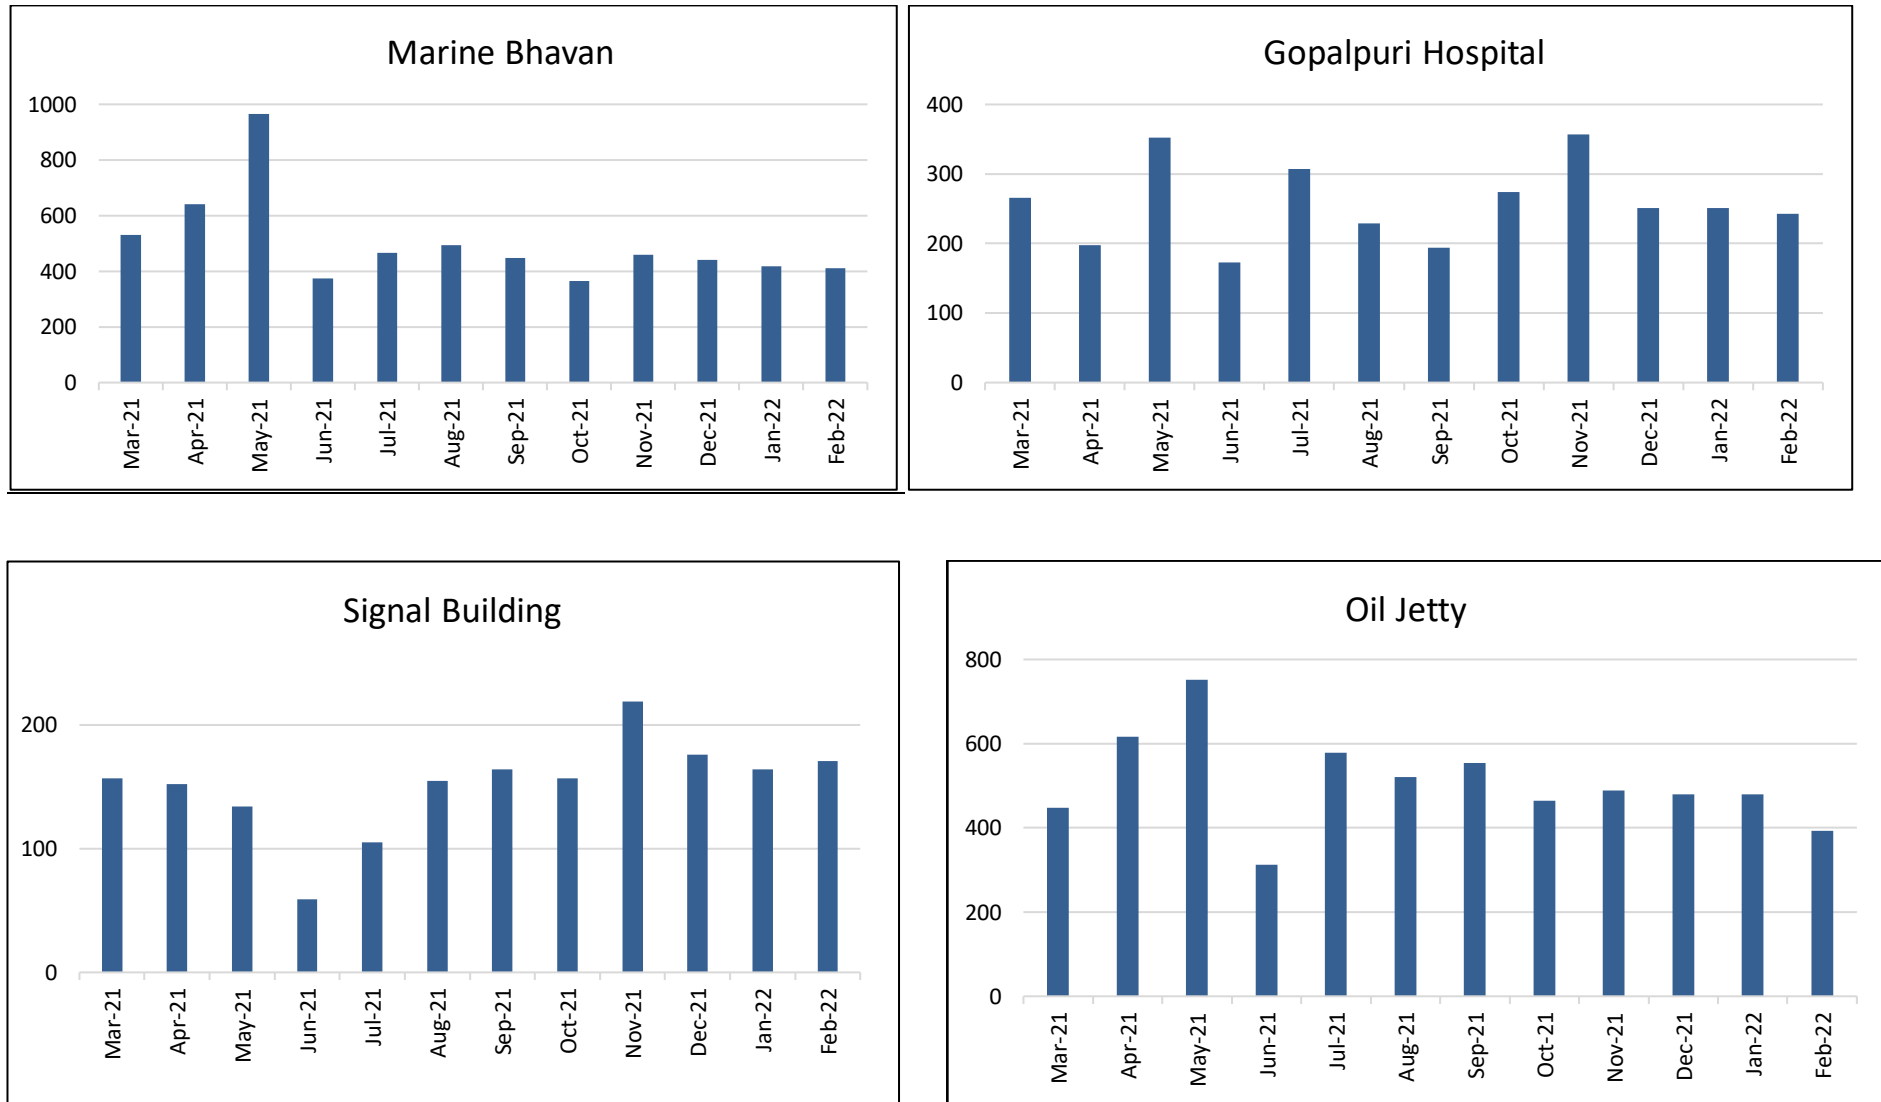 Marine Bhavan
1000
800
600
400
200
0
Mar-21
Apr-21
May-21
Jun-21
Jul-21
Aug-21
Sep-21
Oct-21
Nov-21
Dec-21
Jan-22
Feb-22
Gopalpuri Hospital
400
300
200
100
0
Mar-21
Apr-21
May-21
Jun-21
Jul-21
Aug-21
Sep-21
Oct-21
Nov-21
Dec-21
Jan-22
Feb-22
Signal Building
200
100
0
Mar-21
Apr-21
May-21
Jun-21
Jul-21
Aug-21
Sep-21
Oct-21
Nov-21
Dec-21
Jan-22
Feb-22
Oil Jetty
800
600
400
200
0
Mar-21
Apr-21
May-21
Jun-21
Jul-21
Aug-21
Sep-21
Oct-21
Nov-21
Dec-21
Jan-22
Feb-22